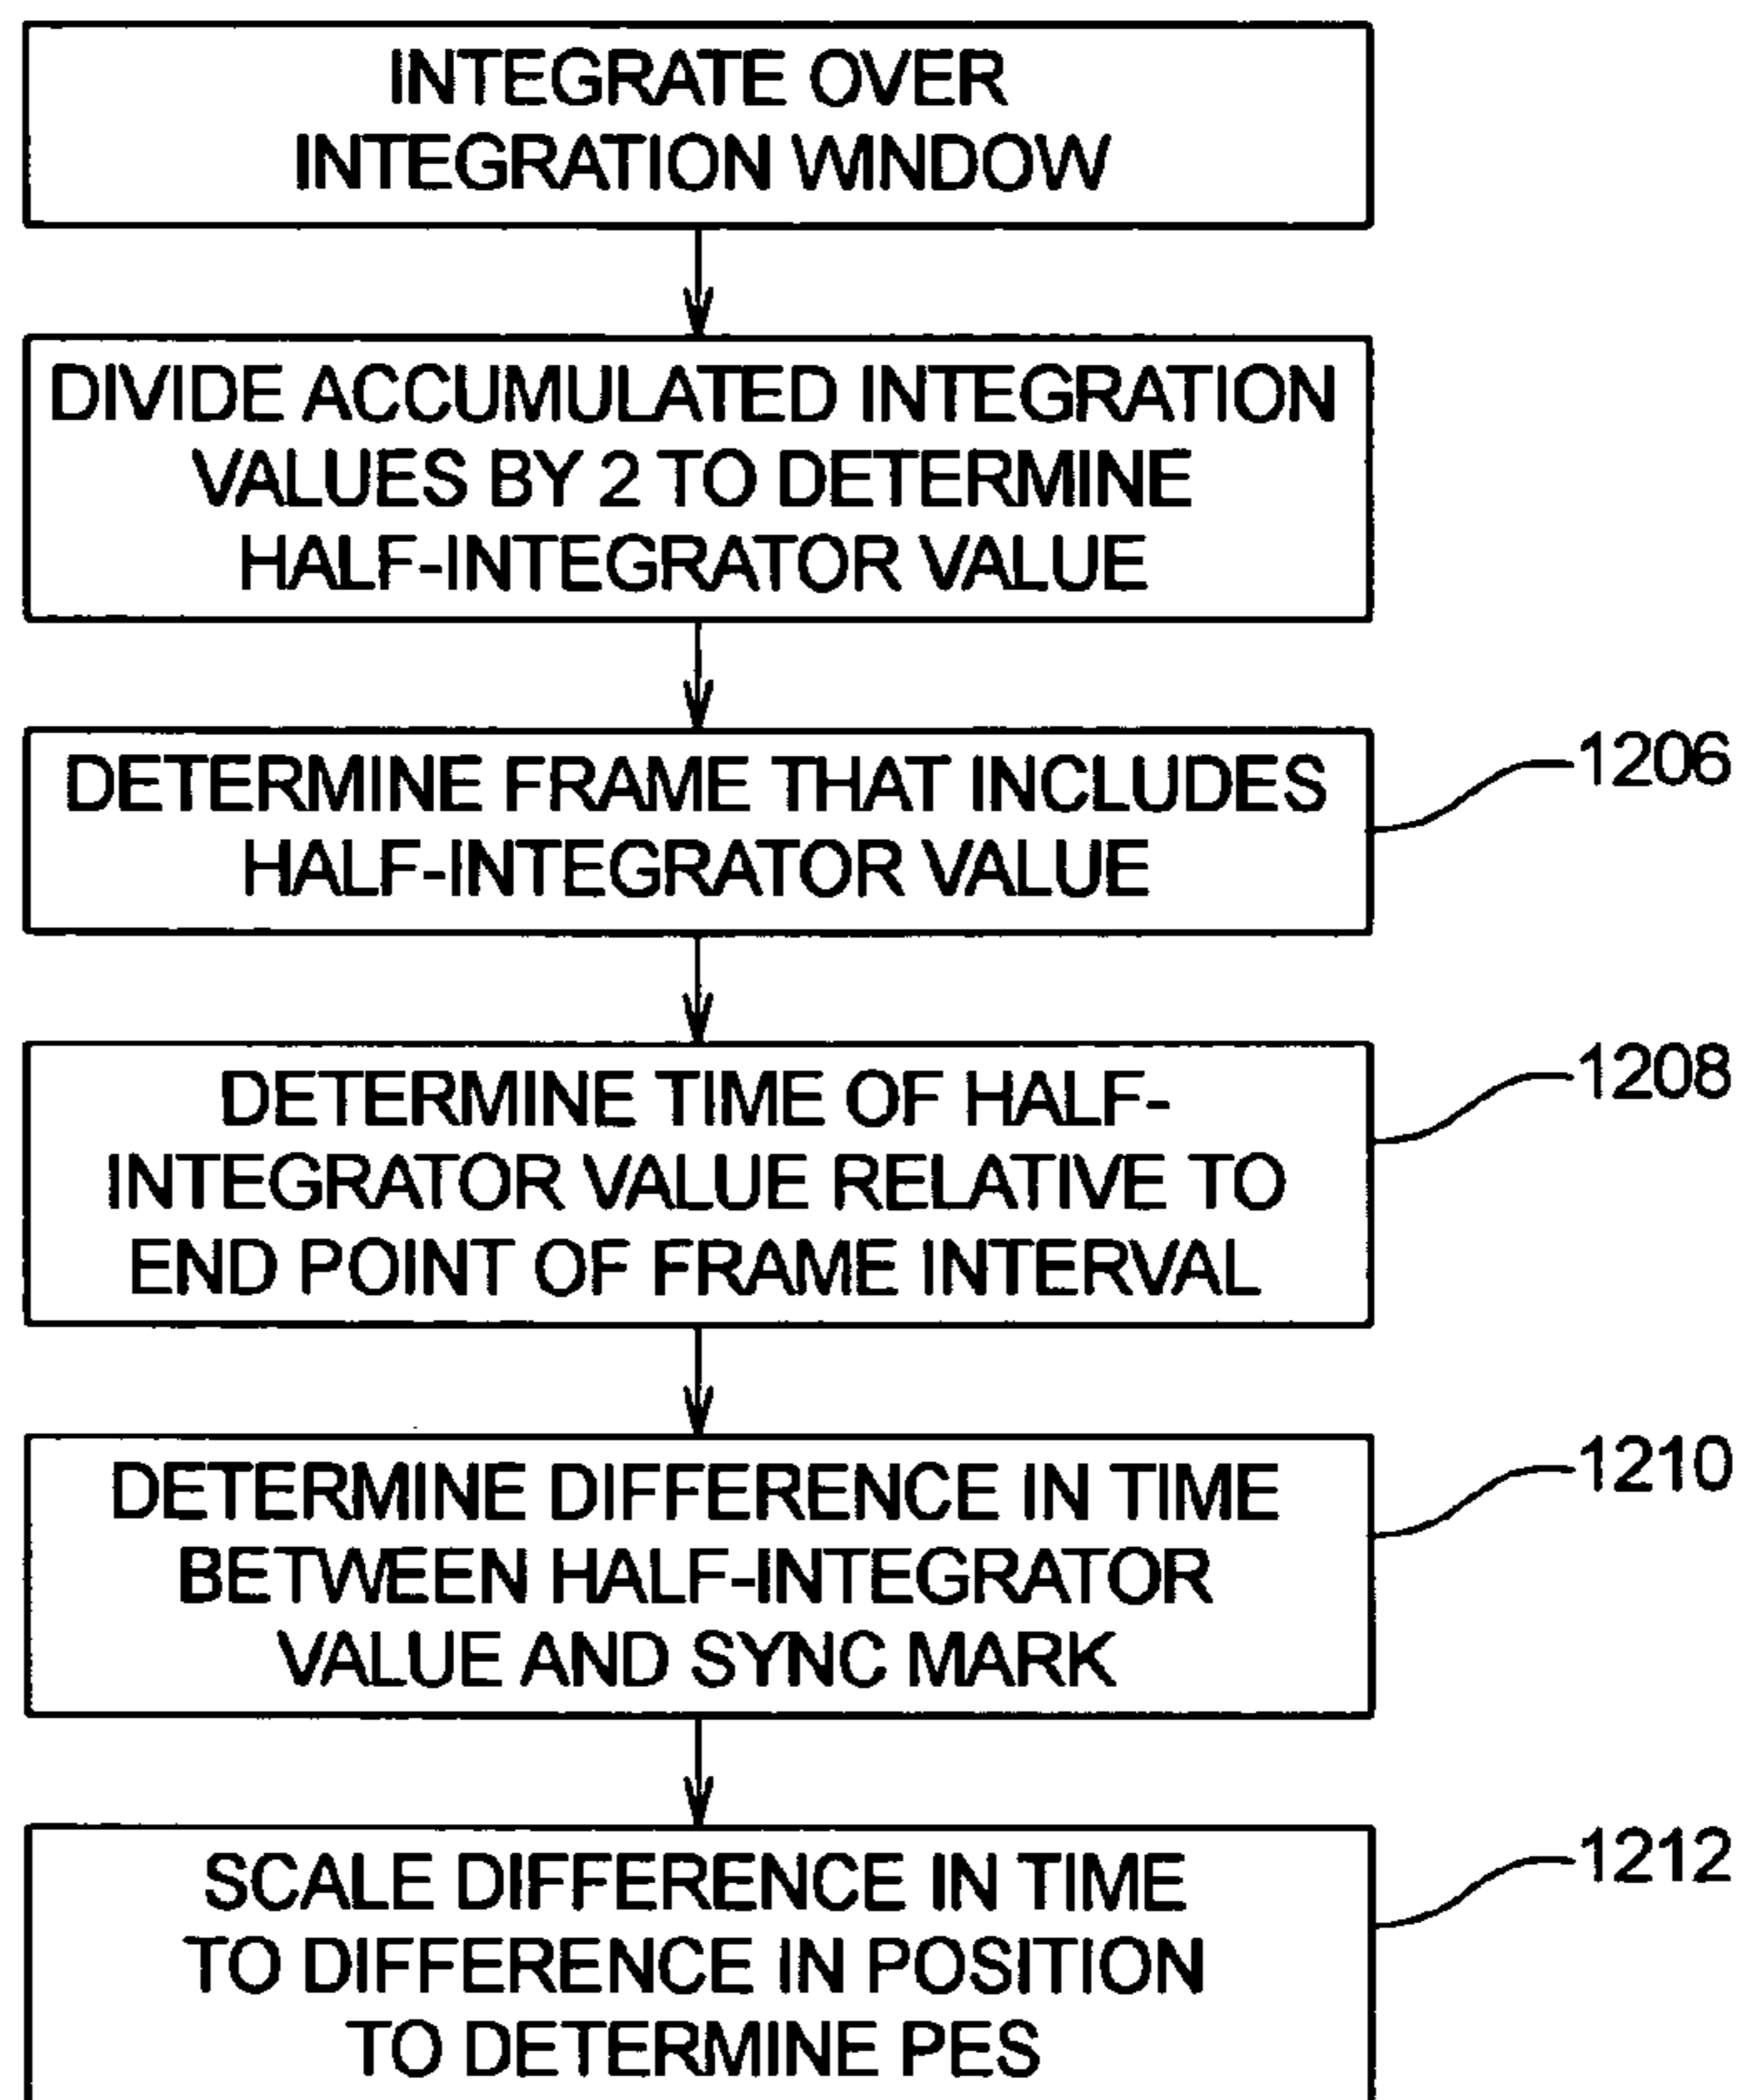 INTEGRATE OVER
INTEGRATION WINDOW
DIVIDE ACCUMULATED INTEGRATION
VALUES BY 2 TO DETERMINE
HALF-INTEGRATOR VALUE
DETERMINE FRAME THAT INCLUDES
HALF-INTEGRATOR VALUE
1206
DETERMINE TIME OF HALF-
INTEGRATOR VALUE RELATIVE TO
END POINT OF FRAME INTERVAL
1208
DETERMINE DIFFERENCE IN TIME
BETWEEN HALF-INTEGRATOR
VALUE AND SYNC MARK
1210
SCALE DIFFERENCE IN TIME
TO DIFFERENCE IN POSITION
TO DETERMINE PES
1212